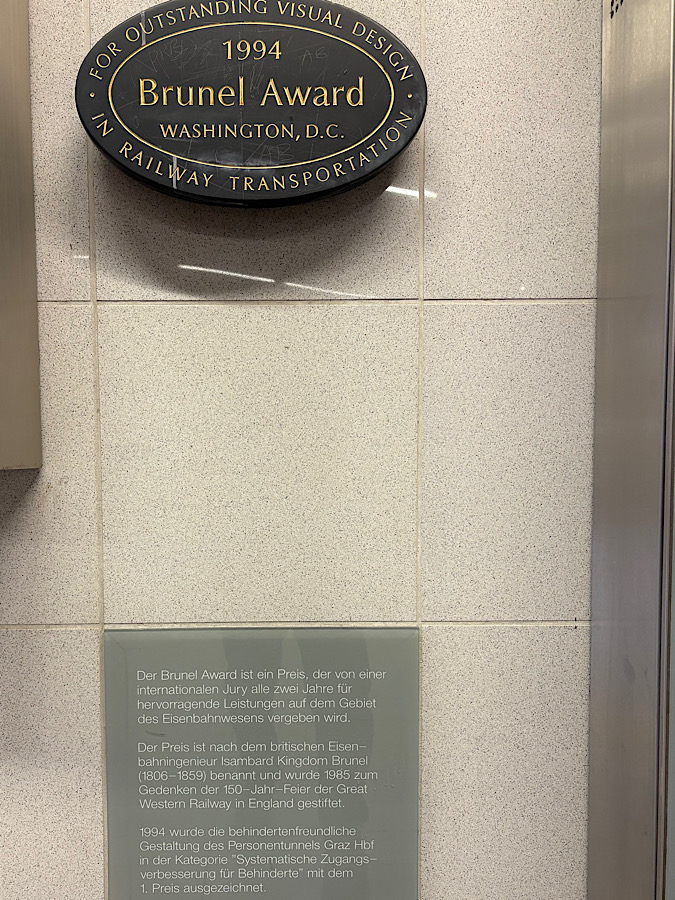 FOR OUTSTANDING VISUAL DESIGN
1994
Brunel Award
WASHINGTON, D.C.
IN RAILWAY TRANSPORTATION
Der Brunel Award ist ein Preis, der von einer
internationalen Jury alle zwei Jahre für
hervorragende Leistungen auf dem Gebiet
des Eisenbahnwesens vergeben wird.
Der Preis ist nach dem britischen Eisen–
bahningenieur Isambard Kingdom Brunel
(1806–1859) benannt und wurde 1985 zum
Gedenken der 150–Jahr–Feier der Great
Western Railway in England gestiftet.
1994 wurde die behindertenfreundliche
Gestaltung des Personentunnels Graz Hbf
in der Kategorie "Systematische Zugangs–
verbesserung für Behinderte" mit dem
1. Preis ausgezeichnet.